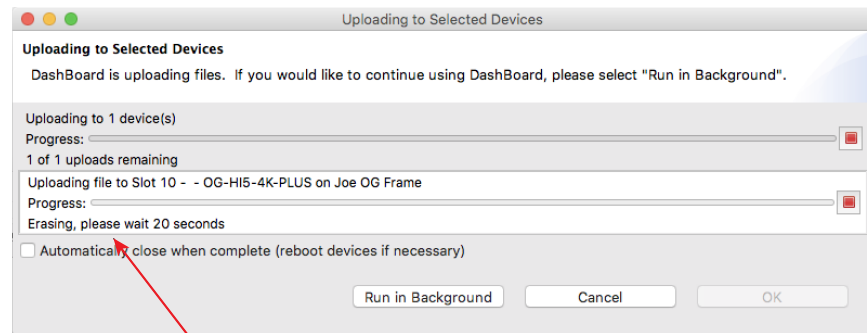 Uploading to Selected Devices
Uploading to Selected Devices
DashBoard is uploading files.  If you would like to continue using DashBoard, please select "Run in Background".
Uploading to 1 device(s)
Progress:
1 of 1 uploads remaining
Uploading file to Slot 10 -  - OG-HI5-4K-PLUS on Joe OG Frame
Progress:
Erasing, please wait 20 seconds
Automatically close when complete (reboot devices if necessary)
Run in Background Cancel OK